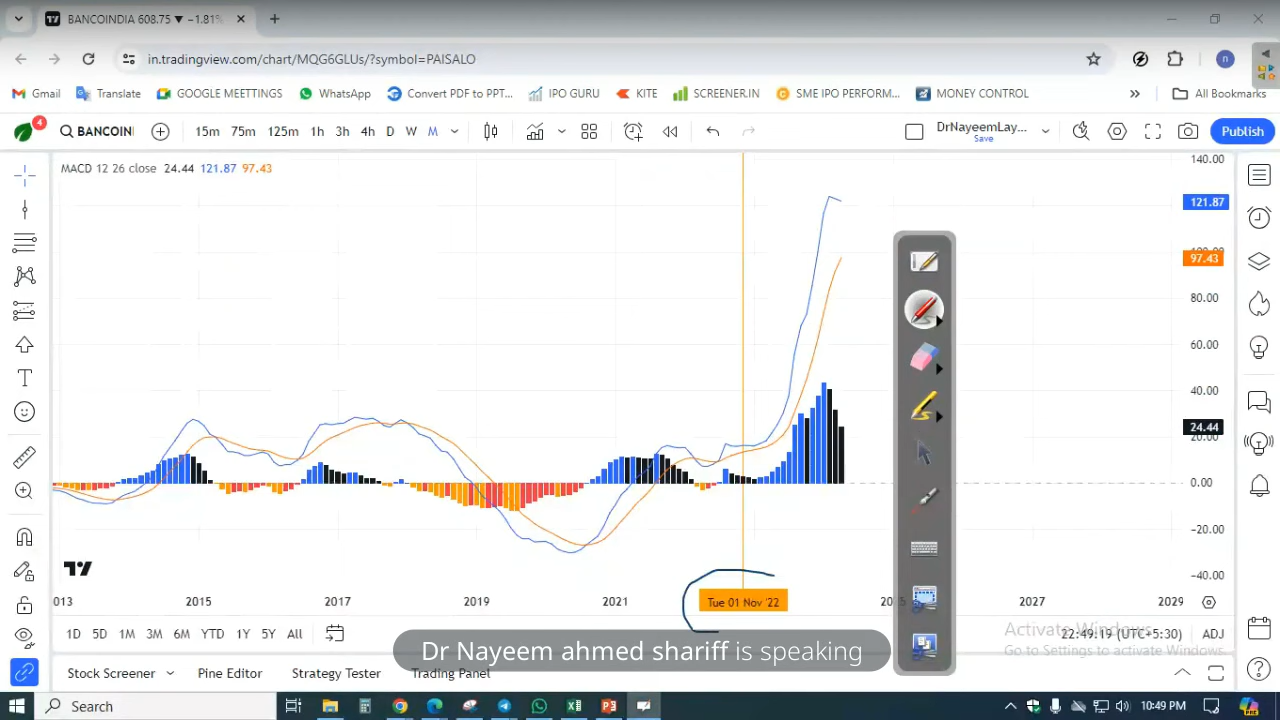 BANCOINDIA 608.75 ▼ −1.81%
in.tradingview.com/chart/MQG6GLUs/?symbol=PAISALO
n
Gmail
Translate
GOOGLE MEETTINGS
WhatsApp
Convert PDF to PPT...
IPO GURU
KITE
SCREENER.IN
SME IPO PERFORM...
MONEY CONTROL
»
All Bookmarks
4
BANCOINI
15m 75m 125m 1h 3h 4h D W M
DrNayeemLay...
Save
Publish
MACD 12 26 close 24.44 121.87 97.43
140.00
121.87
97.43
80.00
60.00
40.00
24.44
20.00
0.00
−20.00
−40.00
013 2015 2017 2019 2021 Tue 01 Nov '22 2027 2029
1D 5D 1M 3M 6M YTD 1Y 5Y All
22:49:19 (UTC+5:30) ADJ
Activate Windows
Go to Settings to activate Windows.
Dr Nayeem ahmed shariff is speaking
Stock Screener Pine Editor Strategy Tester Trading Panel
Search
10:49 PM